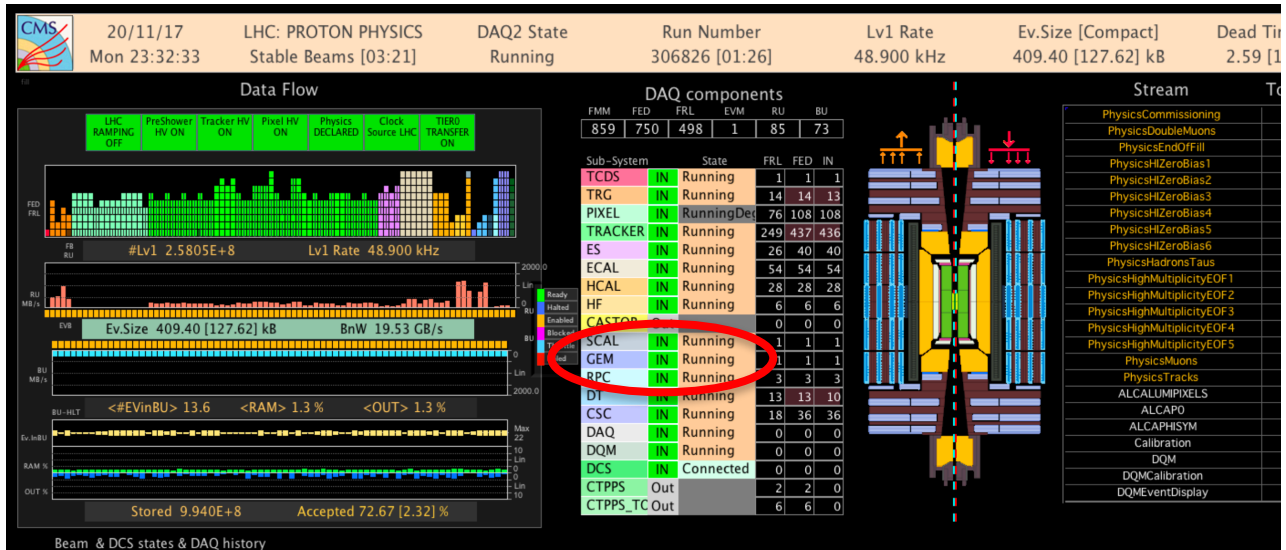 CMS
20/11/17 LHC: PROTON PHYSICS DAQ2 State Run Number Lv1 Rate Ev.Size [Compact] Dead Tim
Mon 23:32:33 Stable Beams [03:21] Running 306826 [01:26] 48.900 kHz 409.40 [127.62] kB 2.59 [1
Data Flow
LHC RAMPING OFF
PreShower HV ON
Tracker HV ON
Pixel HV ON
Physics DECLARED
Clock Source LHC
TIER0 TRANSFER ON
FED
FRL
FB
RU
#Lv1 2.5805E+8 Lv1 Rate 48.900 kHz
2000.0
Lin
0
RU
MB/s
RU
EVB
Ev.Size 409.40 [127.62] kB BnW 19.53 GB/s
BU
0
Lin
2000.0
BU
MB/s
<#EVinBU> 13.6 <RAM> 1.3 % <OUT> 1.3 %
BU-HLT
Max
22
Ev.InBU
10
Lin
0
RAM %
0
Lin
10
OUT %
Stored 9.940E+8 Accepted 72.67 [2.32] %
Beam & DCS states & DAQ history
Ready
Halted
Enabled
Blocked
DAQ components
FMM FED FRL EVM RU BU
859 750 498 1 85 73
Sub-System State FRL FED IN
TCDS IN Running 1 1 1
TRG IN Running 14 14 13
PIXEL IN RunningDeg 76 108 108
TRACKER IN Running 249 437 436
ES IN Running 26 40 40
ECAL IN Running 54 54 54
HCAL IN Running 28 28 28
HF IN Running 6 6 6
CASTOR Out 0 0 0
SCAL IN Running 1 1 1
GEM IN Running 1 1 1
RPC IN Running 3 3 3
DT IN Running 13 13 10
CSC IN Running 18 36 36
DAQ IN Running 0 0 0
DQM IN Running 0 0 0
DCS IN Connected 0 0 0
CTPPS Out 2 2 0
CTPPS_TC Out 6 6 0
Stream To
PhysicsCommissioning
PhysicsDoubleMuons
PhysicsEndOfFill
PhysicsHIZeroBias1
PhysicsHIZeroBias2
PhysicsHIZeroBias3
PhysicsHIZeroBias4
PhysicsHIZeroBias5
PhysicsHIZeroBias6
PhysicsHadronsTaus
PhysicsHighMultiplicityEOF1
PhysicsHighMultiplicityEOF2
PhysicsHighMultiplicityEOF3
PhysicsHighMultiplicityEOF4
PhysicsHighMultiplicityEOF5
PhysicsMuons
PhysicsTracks
ALCALUMIPIXELS
ALCAP0
ALCAPHISYM
Calibration
DQM
DQMCalibration
DQMEventDisplay